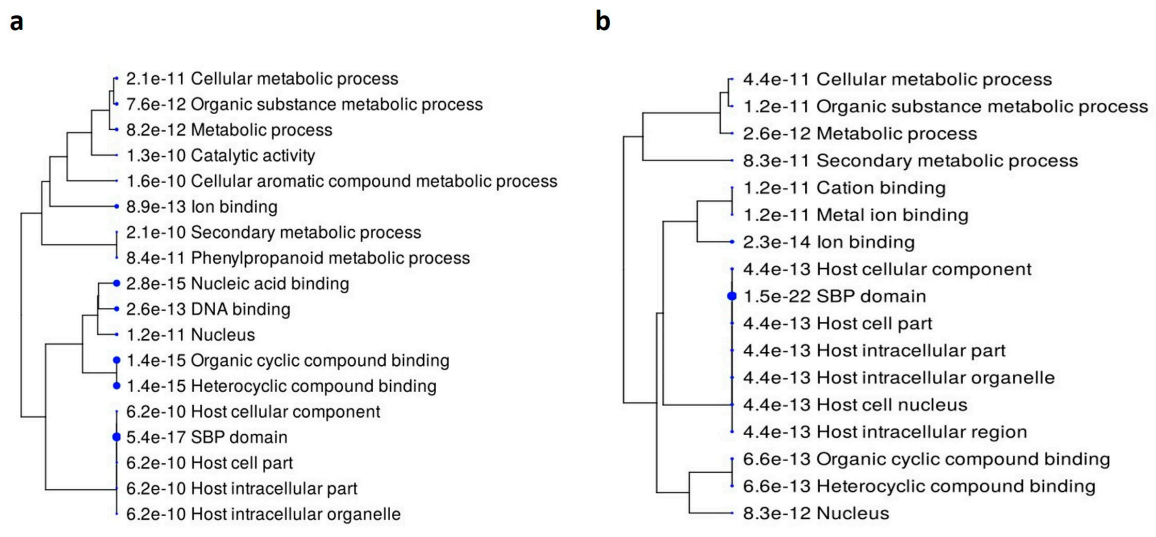 a
2.1e-11 Cellular metabolic process
7.6e-12 Organic substance metabolic process
8.2e-12 Metabolic process
1.3e-10 Catalytic activity
1.6e-10 Cellular aromatic compound metabolic process
8.9e-13 Ion binding
2.1e-10 Secondary metabolic process
8.4e-11 Phenylpropanoid metabolic process
2.8e-15 Nucleic acid binding
2.6e-13 DNA binding
1.2e-11 Nucleus
1.4e-15 Organic cyclic compound binding
1.4e-15 Heterocyclic compound binding
6.2e-10 Host cellular component
5.4e-17 SBP domain
6.2e-10 Host cell part
6.2e-10 Host intracellular part
6.2e-10 Host intracellular organelle
b
4.4e-11 Cellular metabolic process
1.2e-11 Organic substance metabolic process
2.6e-12 Metabolic process
8.3e-11 Secondary metabolic process
1.2e-11 Cation binding
1.2e-11 Metal ion binding
2.3e-14 Ion binding
4.4e-13 Host cellular component
1.5e-22 SBP domain
4.4e-13 Host cell part
4.4e-13 Host intracellular part
4.4e-13 Host intracellular organelle
4.4e-13 Host cell nucleus
4.4e-13 Host intracellular region
6.6e-13 Organic cyclic compound binding
6.6e-13 Heterocyclic compound binding
8.3e-12 Nucleus